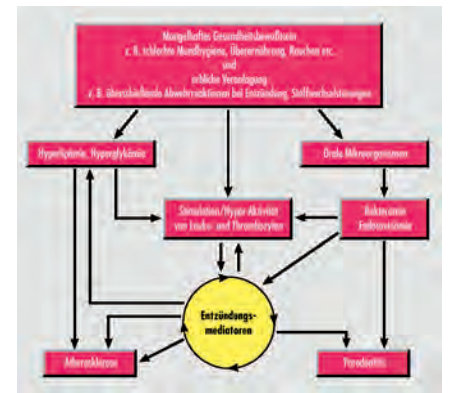 Mangelhaftes Gesundheitsbewußtsein
z. B. schlechte Mundhygiene, Überernährung, Rauchen etc.
und
erbliche Veranlagung
z. B. überschießende Abwehrreaktionen bei Entzündung, Stoffwechselstörungen
Hyperlipämie, Hyperglykämie
Orale Mikroorganismen
Stimulation/Hyper-Aktivität
von Leuko- und Thrombozyten
Bakteriämie
Endotoxinämie
Entzündungs-
mediatoren
Atherosklerose
Parodontitis